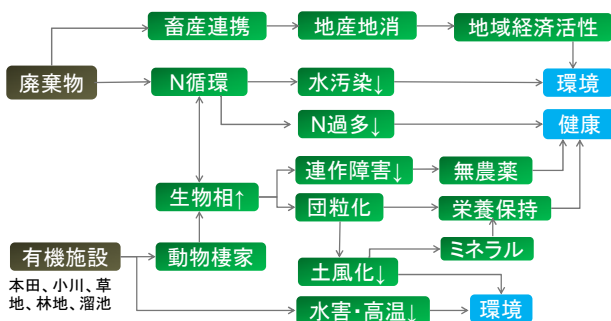 畜産連携
地産地消
地域経済活性
廃棄物
N循環
水汚染↓
環境
N過多↓
健康
連作障害↓
無農薬
生物相↑
団粒化
栄養保持
有機施設
動物棲家
ミネラル
土風化↓
本田、小川、草
地、林地、溜池
水害・高温↓
環境